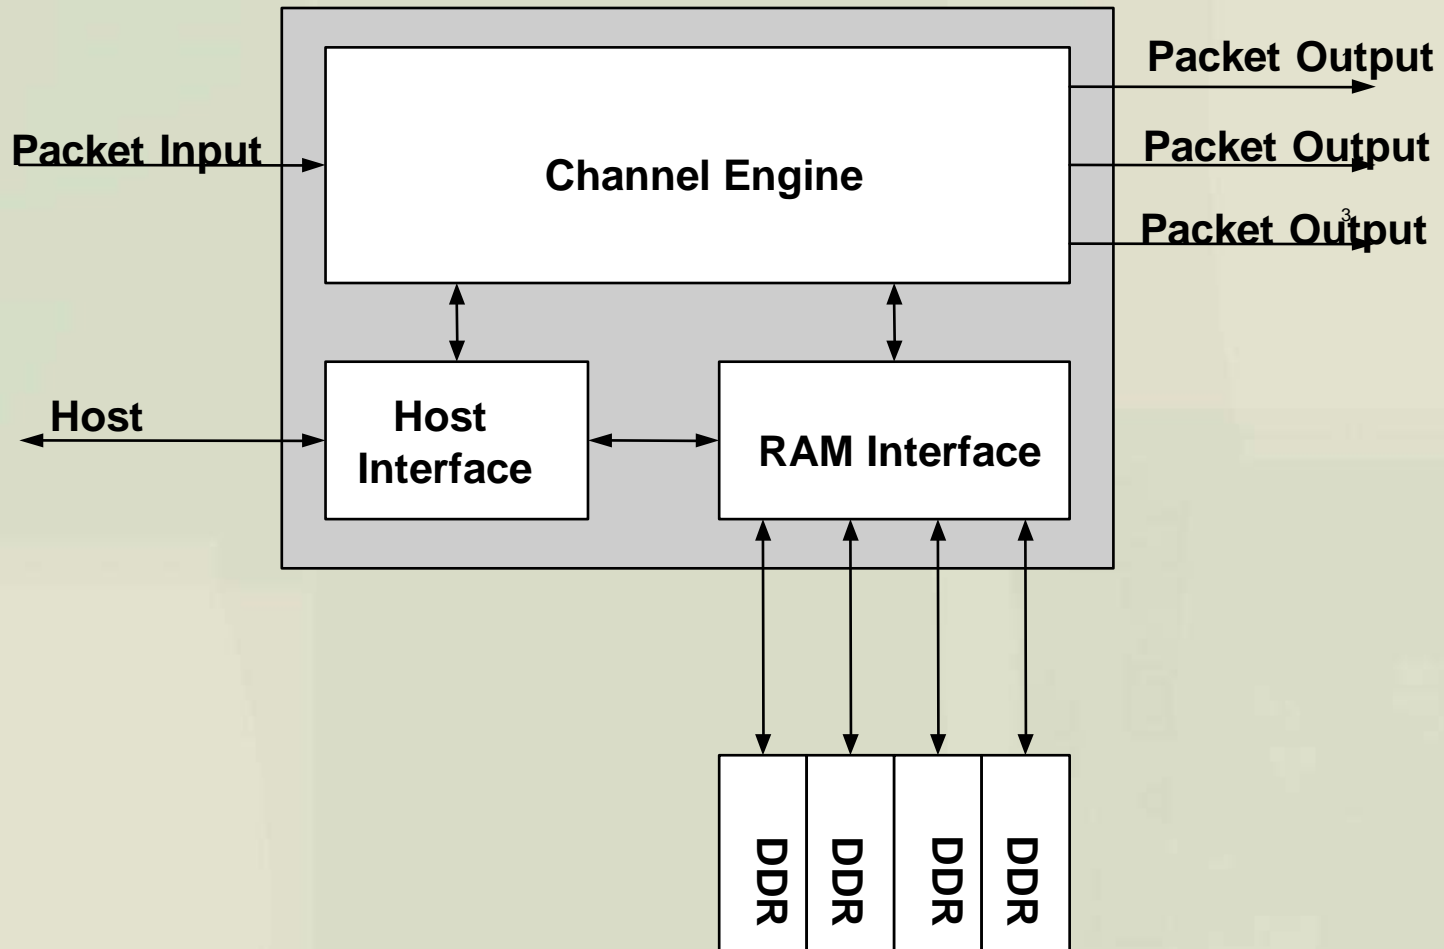 Packet Output
Packet Input
Channel Engine
Packet Output
3
Packet Output
Host
Host
Interface
RAM Interface
DDR
DDR
DDR
DDR